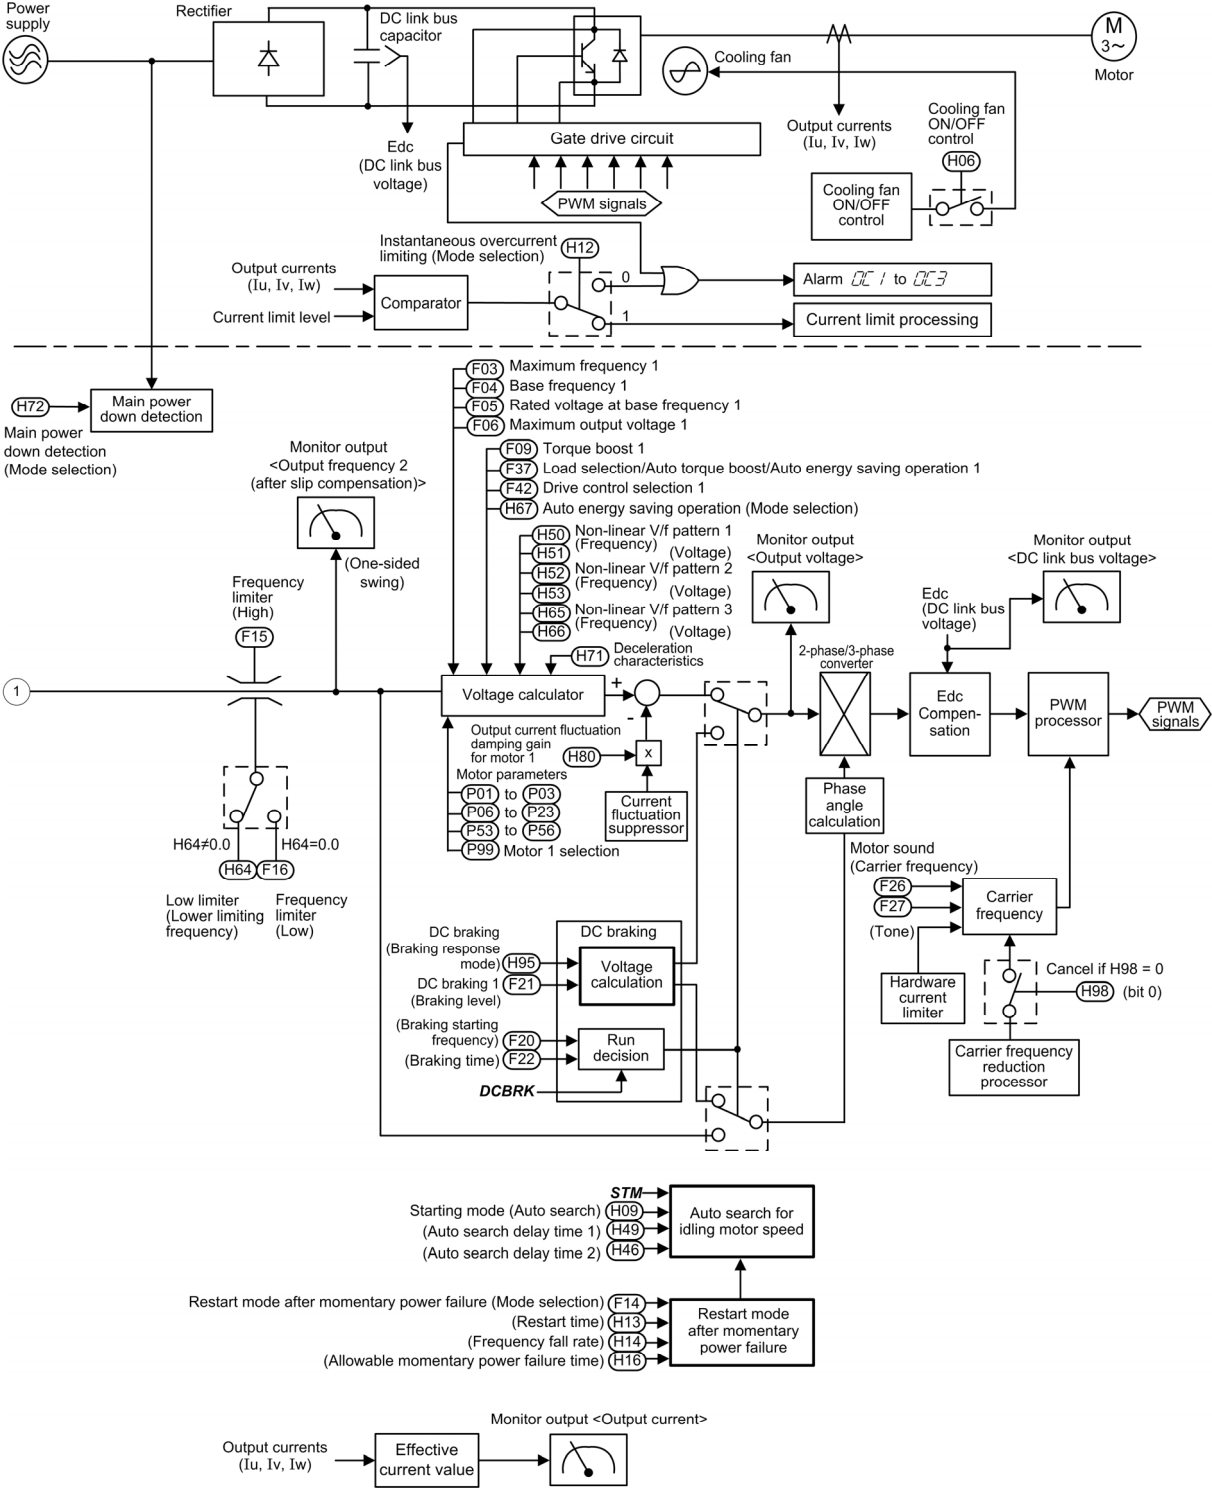 Power
supply
Rectifier
DC link bus
capacitor
M
3~
Motor
Cooling fan
Edc
(DC link bus
voltage)
Gate drive circuit
PWM signals
Output currents
(Iu, Iv, Iw)
Cooling fan
ON/OFF
control
H06
Cooling fan
ON/OFF
control
Instantaneous overcurrent
limiting (Mode selection)
H12
Output currents
(Iu, Iv, Iw)
Current limit level
Comparator
0
1
Alarm OC1 to OC3
Current limit processing
H72
Main power
down detection
Main power
down detection
(Mode selection)
F03 Maximum frequency 1
F04 Base frequency 1
F05 Rated voltage at base frequency 1
F06 Maximum output voltage 1
F09 Torque boost 1
F37 Load selection/Auto torque boost/Auto energy saving operation 1
F42 Drive control selection 1
H67 Auto energy saving operation (Mode selection)
H50 Non-linear V/f pattern 1
(Frequency)
H51 (Voltage)
H52 Non-linear V/f pattern 2
(Frequency)
H53 (Voltage)
H65 Non-linear V/f pattern 3
(Frequency)
H66 (Voltage)
H71 Deceleration
characteristics
Monitor output
<Output frequency 2
(after slip compensation)>
(One-sided
swing)
Frequency
limiter
(High)
F15
1
Monitor output
<Output voltage>
Monitor output
<DC link bus voltage>
Edc
(DC link bus
voltage)
2-phase/3-phase
converter
Voltage calculator
+
-
Edc
Compen-
sation
PWM
processor
PWM
signals
Output current fluctuation
damping gain
for motor 1
H80
x
Current
fluctuation
suppressor
Motor parameters
P01 to P03
P06 to P23
P53 to P56
P99 Motor 1 selection
Phase
angle
calculation
H64≠0.0
H64=0.0
H64
F16
Low limiter
(Lower limiting
frequency)
Frequency
limiter
(Low)
Motor sound
(Carrier frequency)
F26
F27
(Tone)
Carrier
frequency
Hardware
current
limiter
Cancel if H98 = 0
H98 (bit 0)
Carrier frequency
reduction
processor
DC braking
(Braking response
mode) H95
DC braking 1 F21
(Braking level)
DC braking
Voltage
calculation
(Braking starting
frequency) F20
(Braking time) F22
Run
decision
DCBRK
STM
Starting mode (Auto search) H09
(Auto search delay time 1) H49
(Auto search delay time 2) H46
Auto search for
idling motor speed
Restart mode after momentary power failure (Mode selection) F14
(Restart time) H13
(Frequency fall rate) H14
(Allowable momentary power failure time) H16
Restart mode
after momentary
power failure
Monitor output <Output current>
Output currents
(Iu, Iv, Iw)
Effective
current value